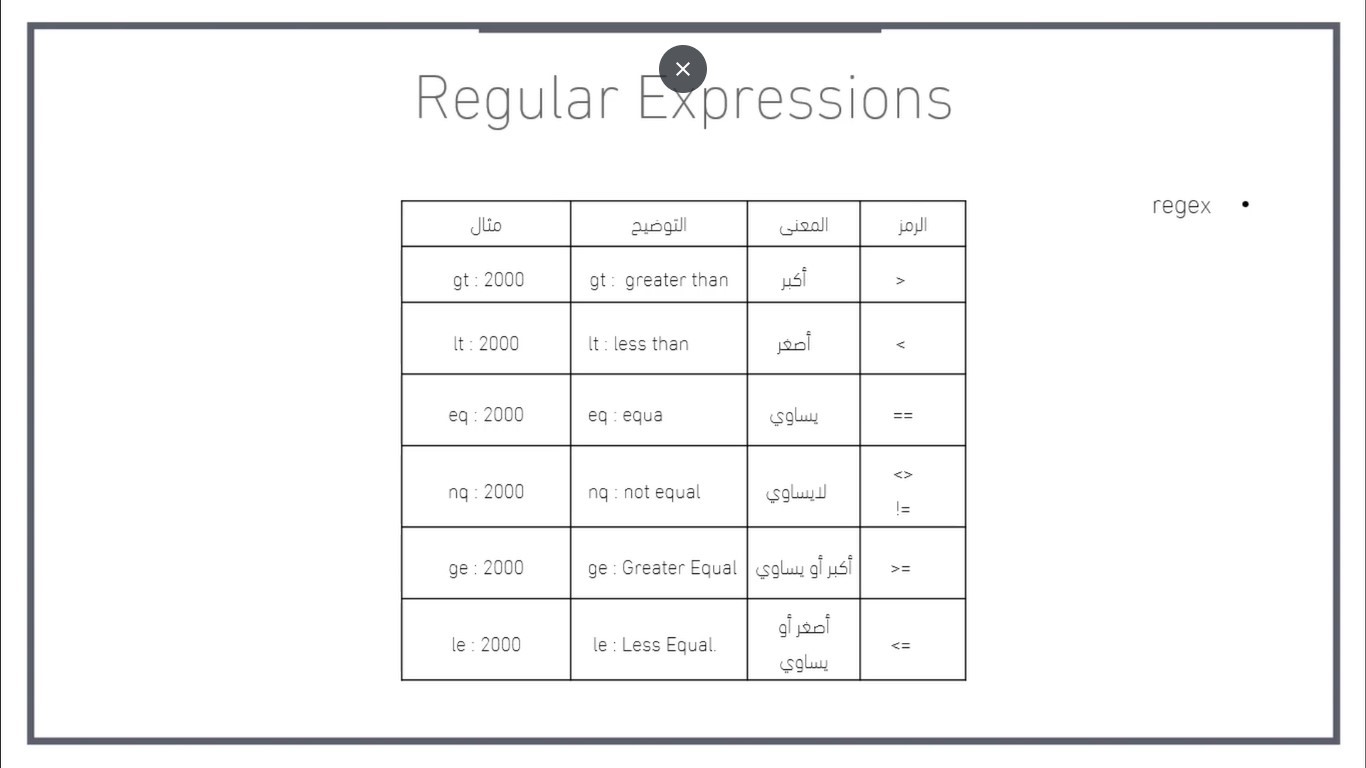 Regular Expressions
regex •
الرمز المعنى التوضيح مثال
> أكبر gt : greater than gt : 2000
< أصغر lt : less than lt : 2000
== يساوي eq : equa eq : 2000
<>
!= لايساوي nq : not equal nq : 2000
>= أكبر أو يساوي ge : Greater Equal ge : 2000
<= أصغر أو
يساوي le : Less Equal. le : 2000